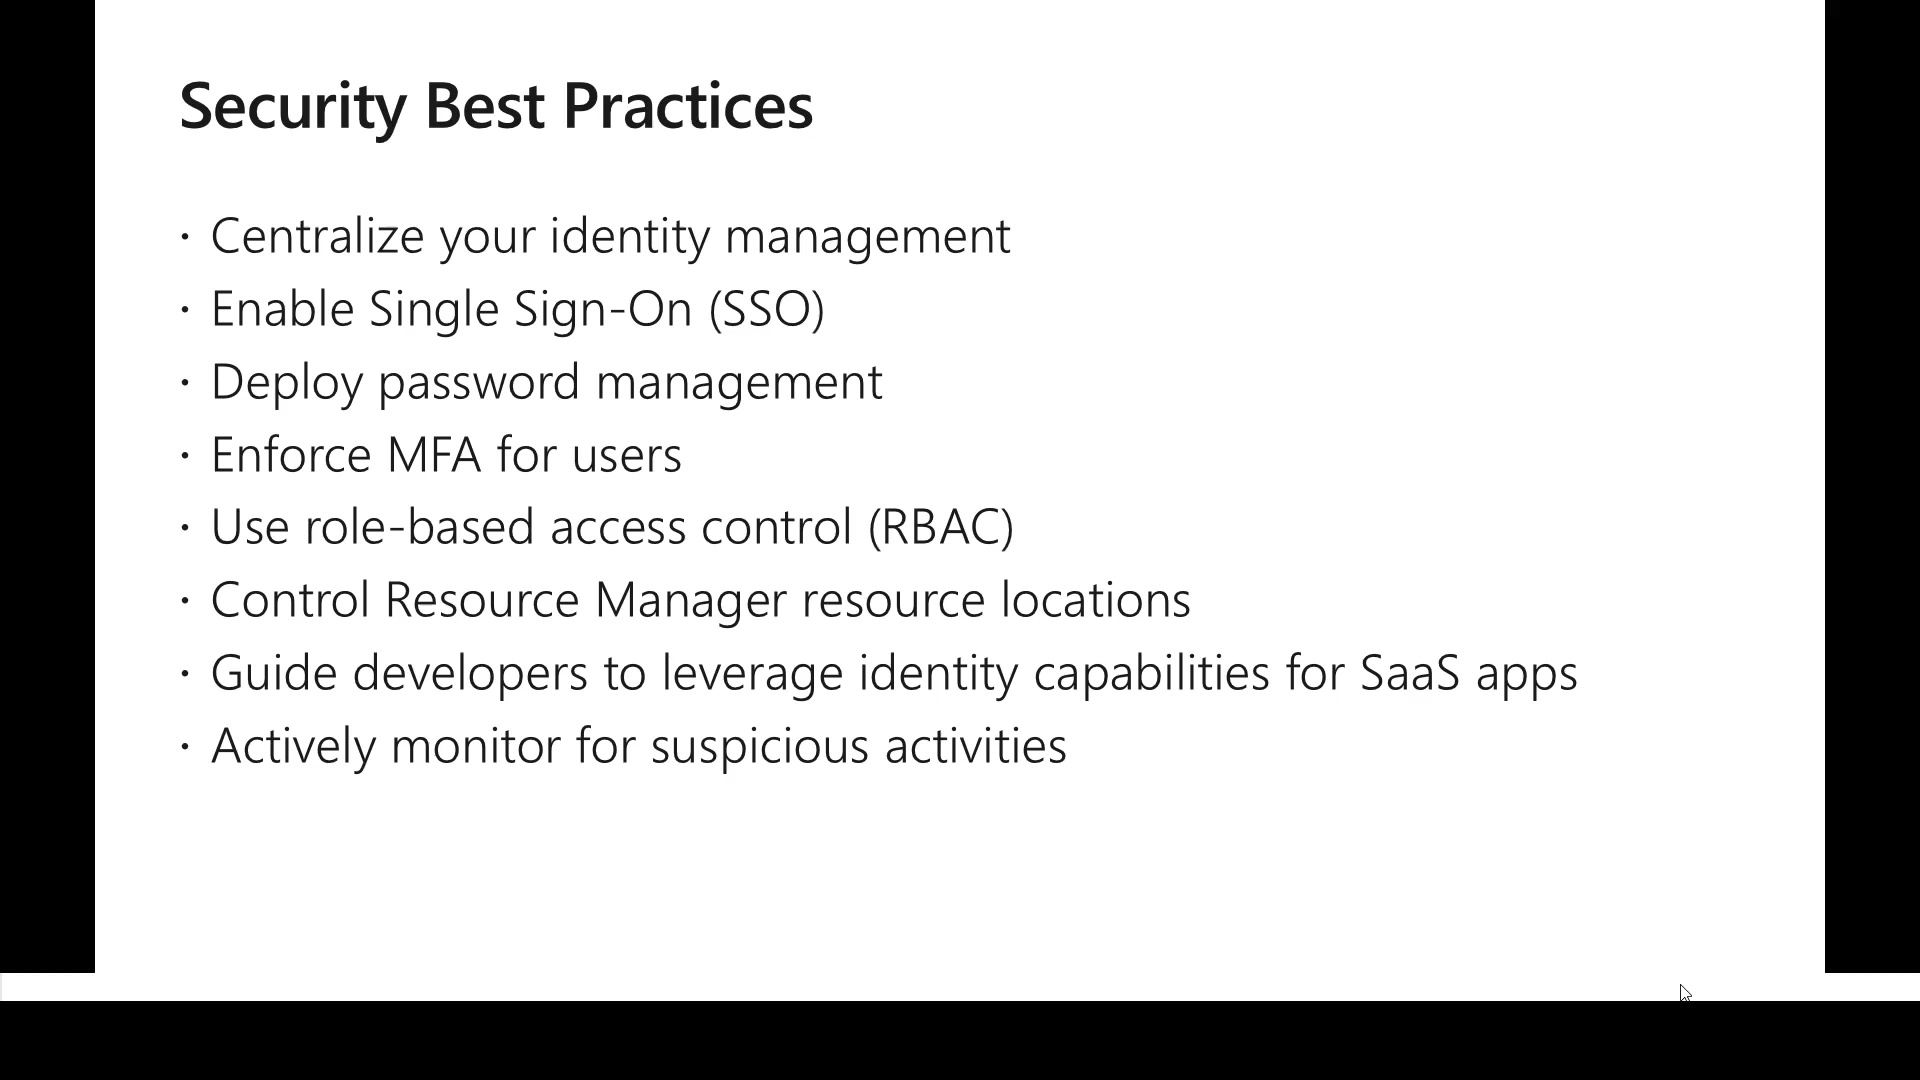 Security Best Practices
· Centralize your identity management
· Enable Single Sign-On (SSO)
· Deploy password management
· Enforce MFA for users
· Use role-based access control (RBAC)
· Control Resource Manager resource locations
· Guide developers to leverage identity capabilities for SaaS apps
· Actively monitor for suspicious activities